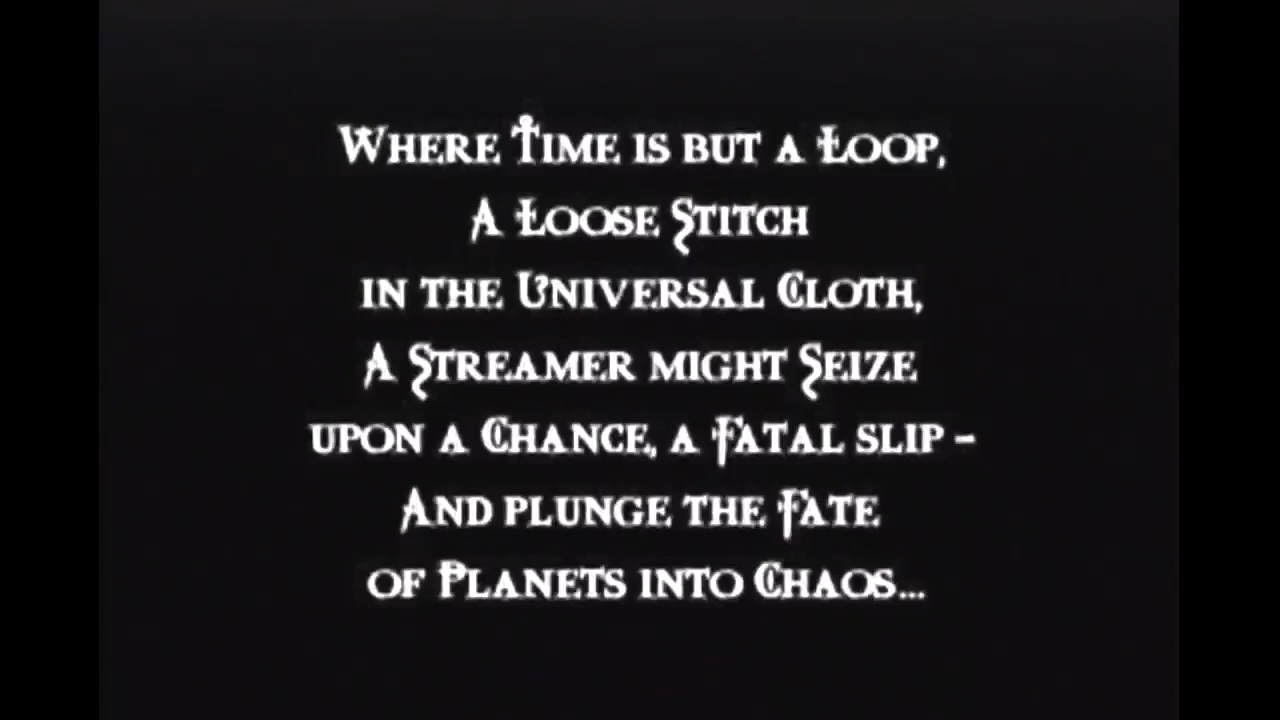 Where Time is but a Loop,
A Loose Stitch
in the Universal Cloth,
A Streamer might Seize
upon a Chance, a Fatal slip -
And plunge the Fate
of Planets into Chaos...